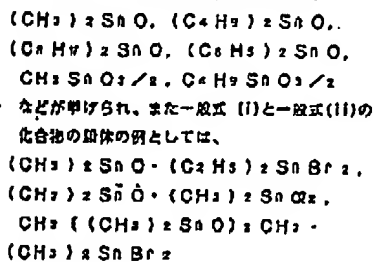 (CH₃)₂SnO, (C₄H₉)₂SnO,
(C₈H₁₇)₂SnO, (C₆H₅)₂SnO,
CH₃SnO₃/₂, C₄H₉SnO₃/₂
などが挙げられ、また一般式(i)と一般式(ii)の
化合物の錯体の例としては、
(CH₃)₂SnO・(C₂H₅)₂SnBr₂,
(CH₃)₂SnO・(CH₃)₂SnCl₂,
CH₃((CH₃)₂SnO)₂CH₃・
(CH₃)₂SnBr₂